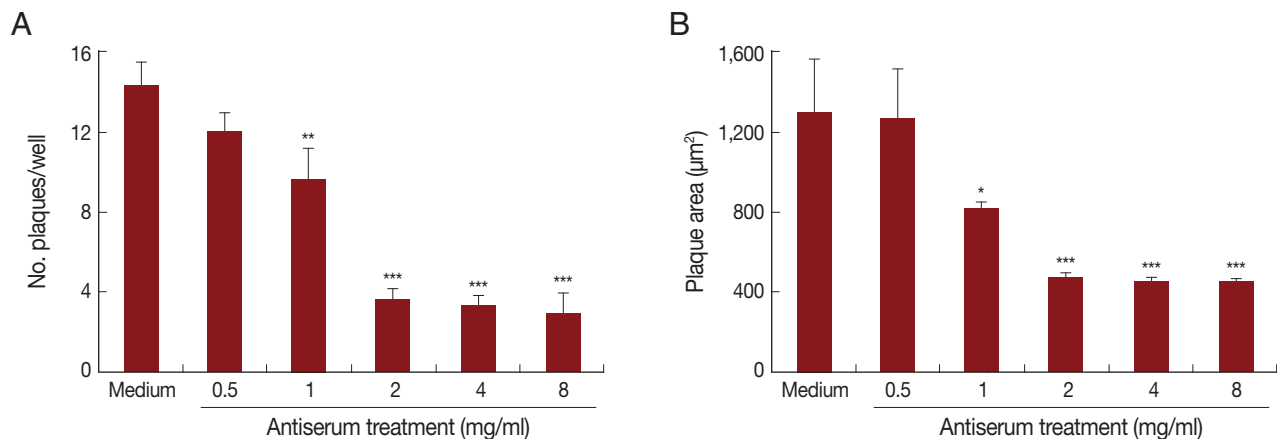 A
16
12
8
4
0
No. plaques/well
**
***
***
***
Medium 0.5 1 2 4 8
Antiserum treatment (mg/ml)
B
1,600
1,200
800
400
0
Plaque area (µm²)
*
***
***
***
Medium 0.5 1 2 4 8
Antiserum treatment (mg/ml)